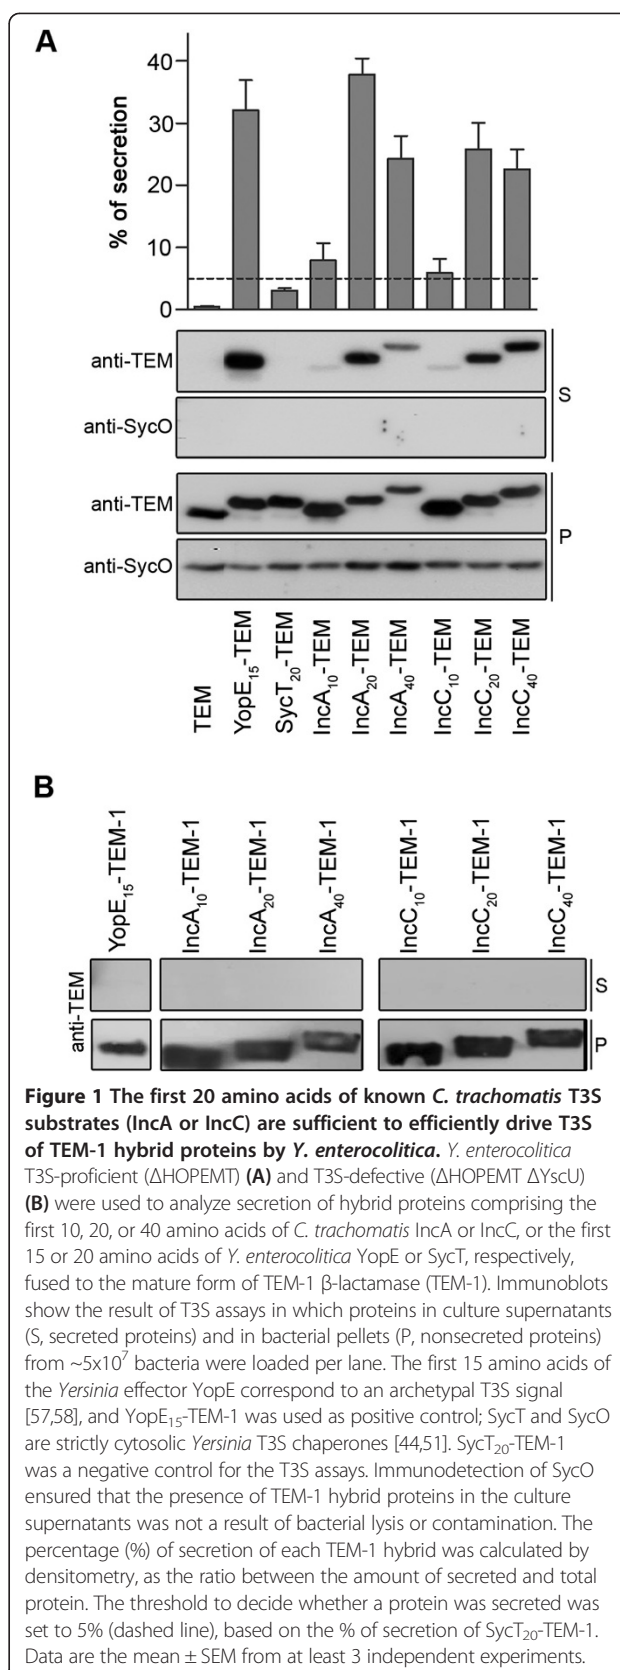 A
% of secretion
40
30
20
10
0
anti-TEM
anti-SycO
S
anti-TEM
anti-SycO
P
TEM
YopE15-TEM
SycT20-TEM
IncA10-TEM
IncA20-TEM
IncA40-TEM
IncC10-TEM
IncC20-TEM
IncC40-TEM
B
YopE15-TEM-1
IncA10-TEM-1
IncA20-TEM-1
IncA40-TEM-1
IncC10-TEM-1
IncC20-TEM-1
IncC40-TEM-1
anti-TEM
S
P
Figure 1 The first 20 amino acids of known C. trachomatis T3S
substrates (IncA or IncC) are sufficient to efficiently drive T3S
of TEM-1 hybrid proteins by Y. enterocolitica. Y. enterocolitica
T3S-proficient (ΔHOPEMT) (A) and T3S-defective (ΔHOPEMT ΔYscU)
(B) were used to analyze secretion of hybrid proteins comprising the
first 10, 20, or 40 amino acids of C. trachomatis IncA or IncC, or the first
15 or 20 amino acids of Y. enterocolitica YopE or SycT, respectively,
fused to the mature form of TEM-1 β-lactamase (TEM-1). Immunoblots
show the result of T3S assays in which proteins in culture supernatants
(S, secreted proteins) and in bacterial pellets (P, nonsecreted proteins)
from ~5x10⁷ bacteria were loaded per lane. The first 15 amino acids of
the Yersinia effector YopE correspond to an archetypal T3S signal
[57,58], and YopE15-TEM-1 was used as positive control; SycT and SycO
are strictly cytosolic Yersinia T3S chaperones [44,51]. SycT20-TEM-1
was a negative control for the T3S assays. Immunodetection of SycO
ensured that the presence of TEM-1 hybrid proteins in the culture
supernatants was not a result of bacterial lysis or contamination. The
percentage (%) of secretion of each TEM-1 hybrid was calculated by
densitometry, as the ratio between the amount of secreted and total
protein. The threshold to decide whether a protein was secreted was
set to 5% (dashed line), based on the % of secretion of SycT20-TEM-1.
Data are the mean ± SEM from at least 3 independent experiments.